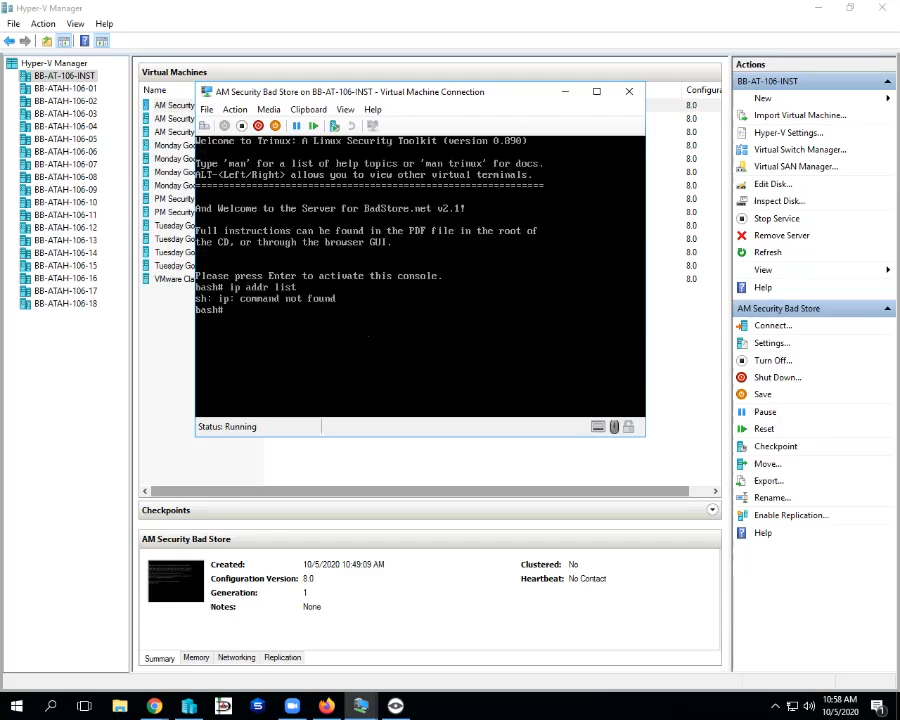 Hyper-V Manager
File Action View Help
Hyper-V Manager
BB-AT-106-INST
BB-ATAH-106-01
BB-ATAH-106-02
BB-ATAH-106-03
BB-ATAH-106-04
BB-ATAH-106-05
BB-ATAH-106-06
BB-ATAH-106-07
BB-ATAH-106-08
BB-ATAH-106-09
BB-ATAH-106-10
BB-ATAH-106-11
BB-ATAH-106-12
BB-ATAH-106-13
BB-ATAH-106-14
BB-ATAH-106-15
BB-ATAH-106-16
BB-ATAH-106-17
BB-ATAH-106-18
Virtual Machines
Name
Configura
AM Security
8.0
AM Security
8.0
AM Security
8.0
Monday Goo
8.0
Monday Goo
8.0
Monday Goo
8.0
Monday Goo
8.0
PM Security
8.0
PM Security
8.0
Tuesday Go
8.0
Tuesday Go
8.0
Tuesday Go
8.0
Tuesday Go
8.0
VMware Cla
8.0
AM Security Bad Store on BB-AT-106-INST - Virtual Machine Connection
File Action Media Clipboard View Help
Welcome to Trinux: A Linux Security Toolkit (version 0.890)
Type 'man' for a list of help topics or 'man trinux' for docs.
ALT-<Left/Right> allows you to view other virtual terminals.
================================================================
And Welcome to the Server for BadStore.net v2.1!
Full instructions can be found in the PDF file in the root of
the CD, or through the browser GUI.
Please press Enter to activate this console.
bash# ip addr list
sh: ip: command not found
bash#
Status: Running
Checkpoints
AM Security Bad Store
Created: 10/5/2020 10:49:09 AM
Configuration Version: 8.0
Generation: 1
Notes: None
Clustered: No
Heartbeat: No Contact
Summary Memory Networking Replication
Actions
BB-AT-106-INST
New
Import Virtual Machine...
Hyper-V Settings...
Virtual Switch Manager...
Virtual SAN Manager...
Edit Disk...
Inspect Disk...
Stop Service
Remove Server
Refresh
View
Help
AM Security Bad Store
Connect...
Settings...
Turn Off...
Shut Down...
Save
Pause
Reset
Checkpoint
Move...
Export...
Rename...
Enable Replication...
Help
10:58 AM
10/5/2020
1